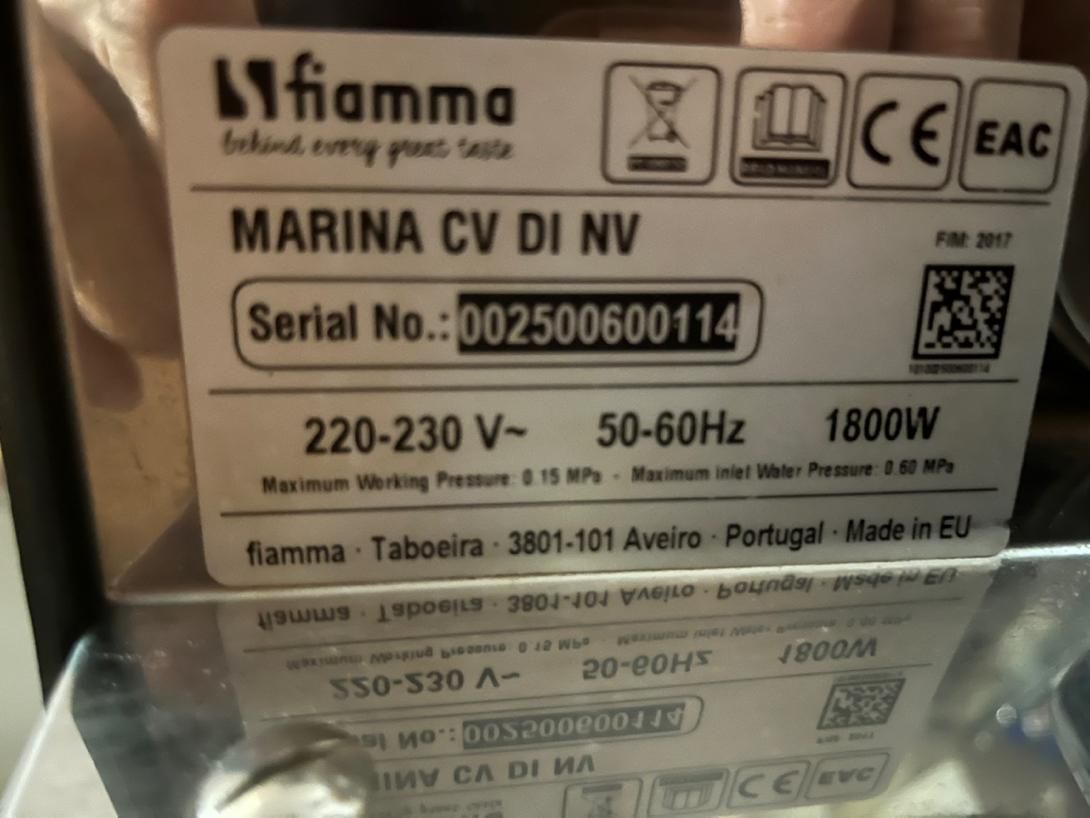 fiamma
behind every great taste
CE
EAC
MARINA CV DI NV
FIM: 2017
Serial No.: 002500600114
101002500600114
220-230 V~ 50-60Hz 1800W
Maximum Working Pressure: 0.15 MPa - Maximum inlet Water Pressure: 0.60 MPa
fiamma · Taboeira · 3801-101 Aveiro · Portugal · Made in EU